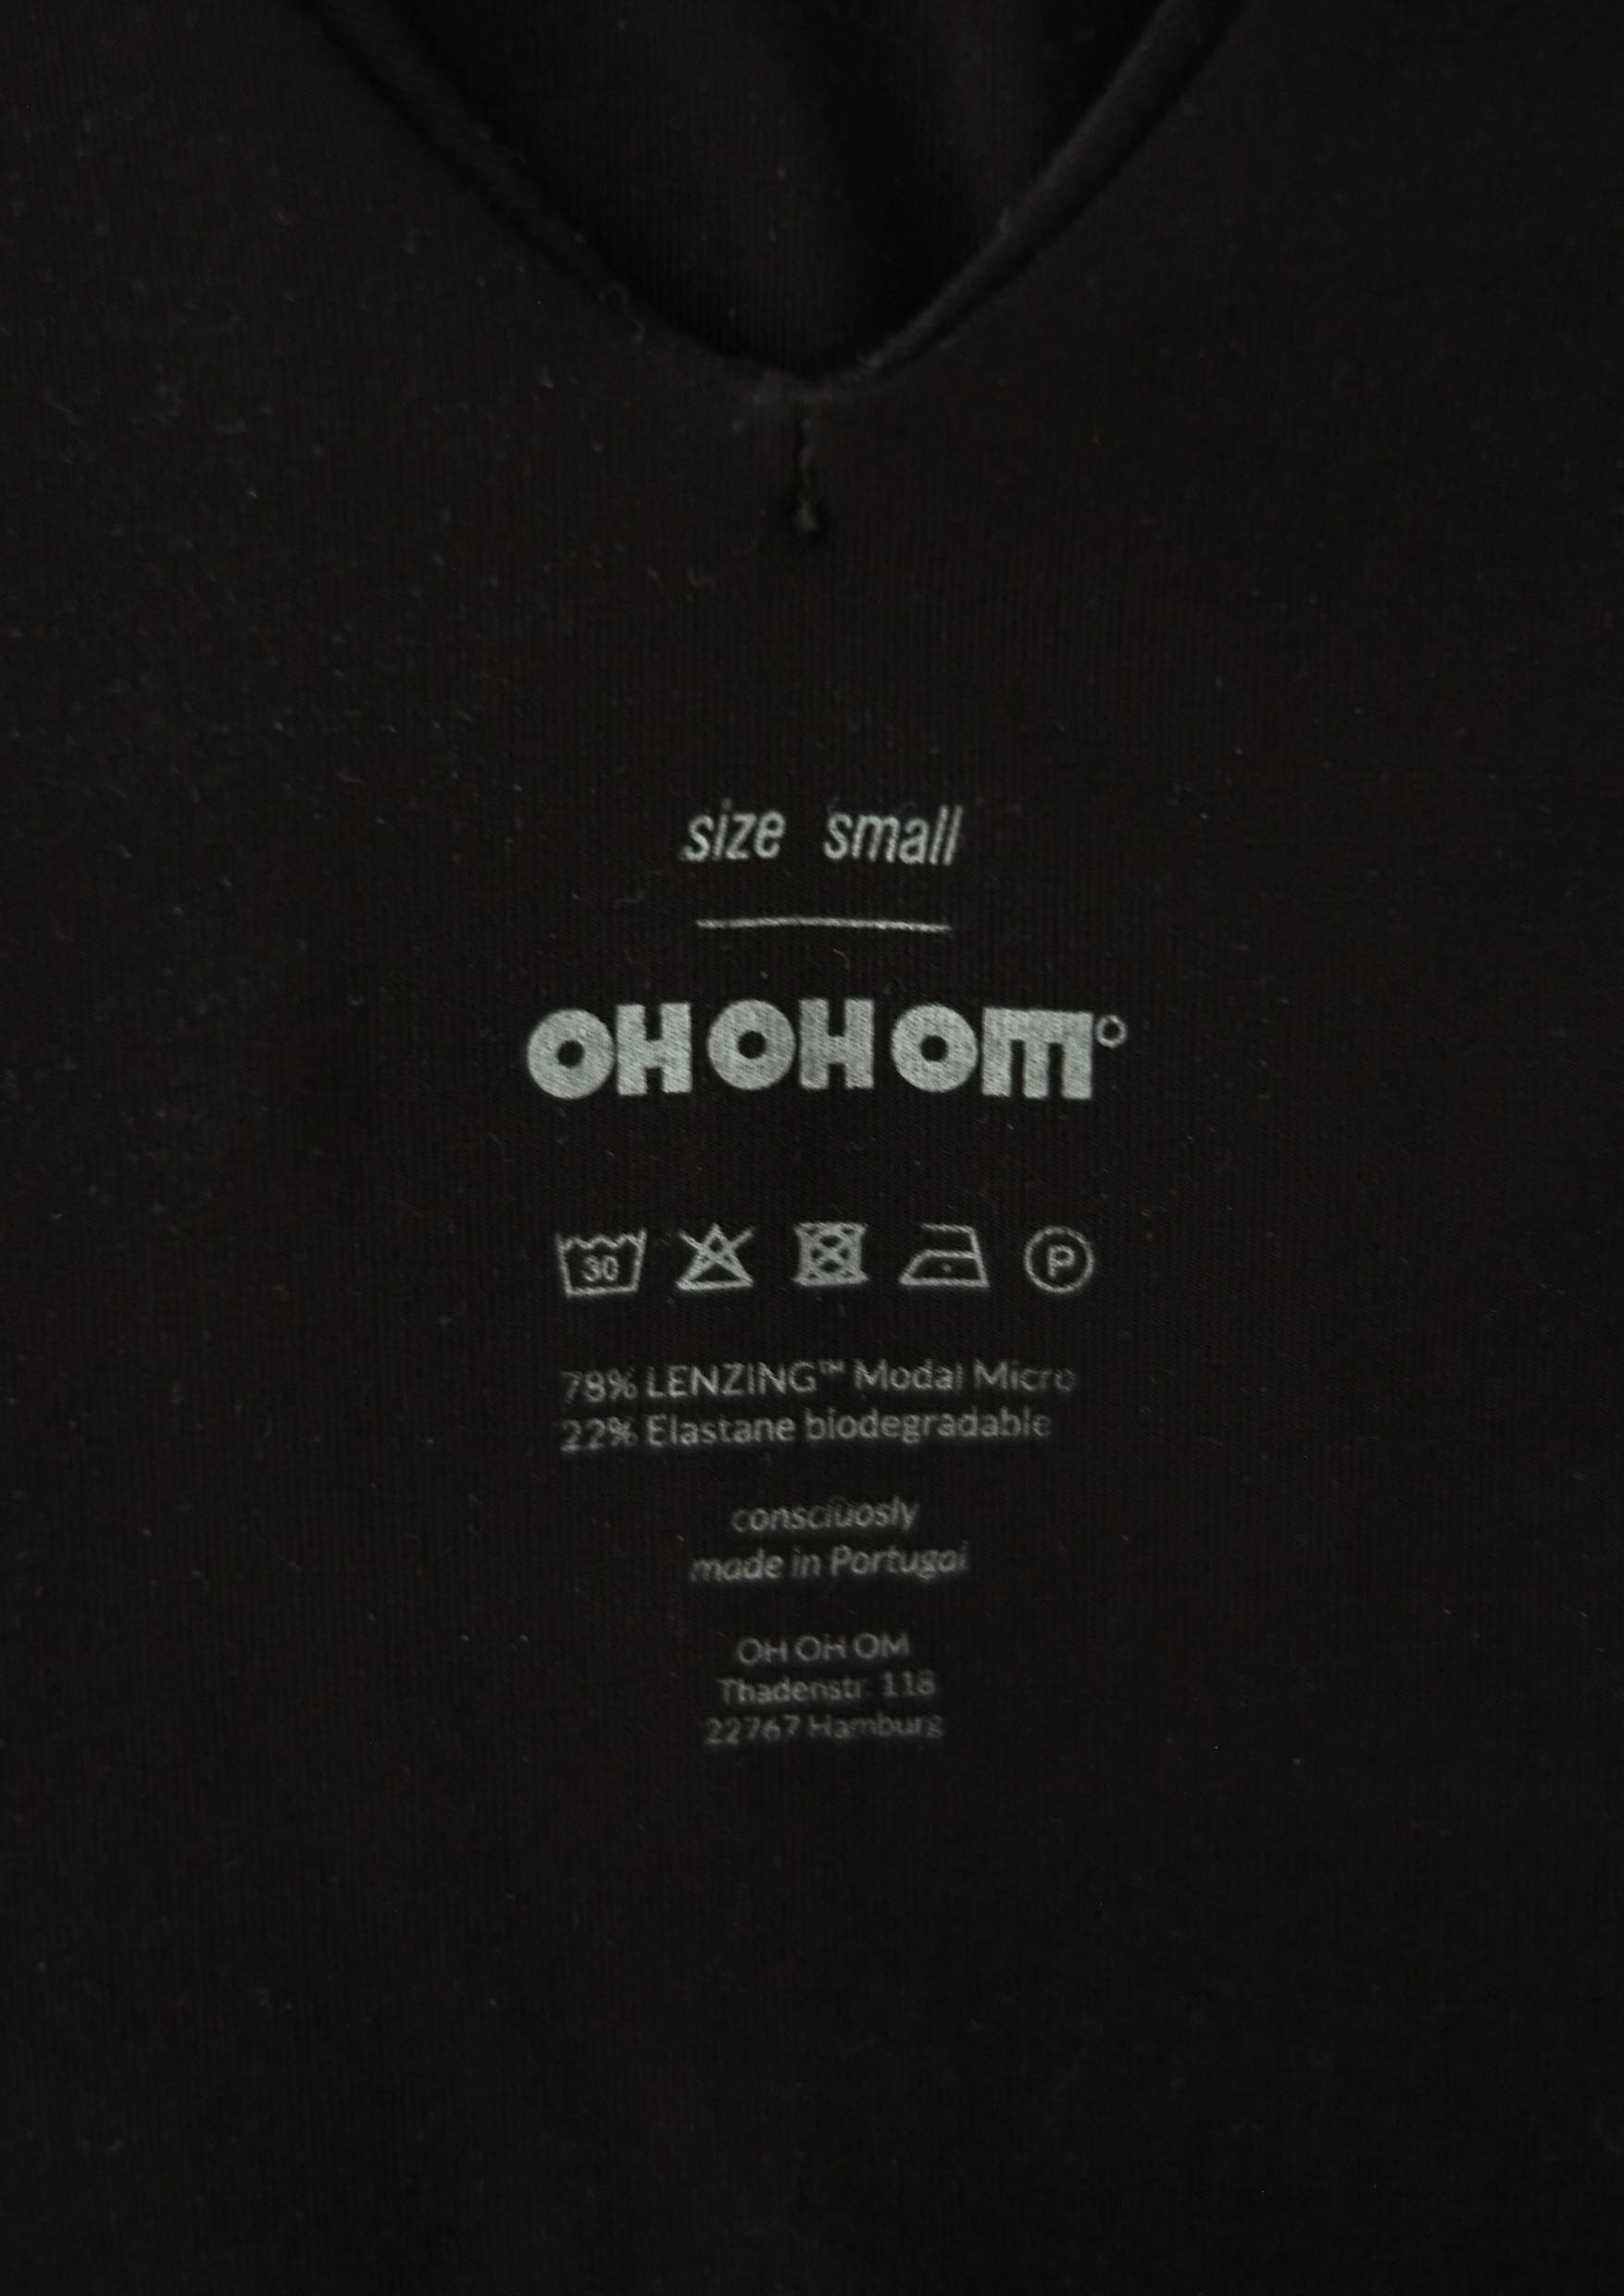 size small
OH OH OM°
30 P
78% LENZING™ Modal Micro
22% Elastane biodegradable
consciuosly
made in Portugal
OH OH OM
Thadenstr. 118
22767 Hamburg